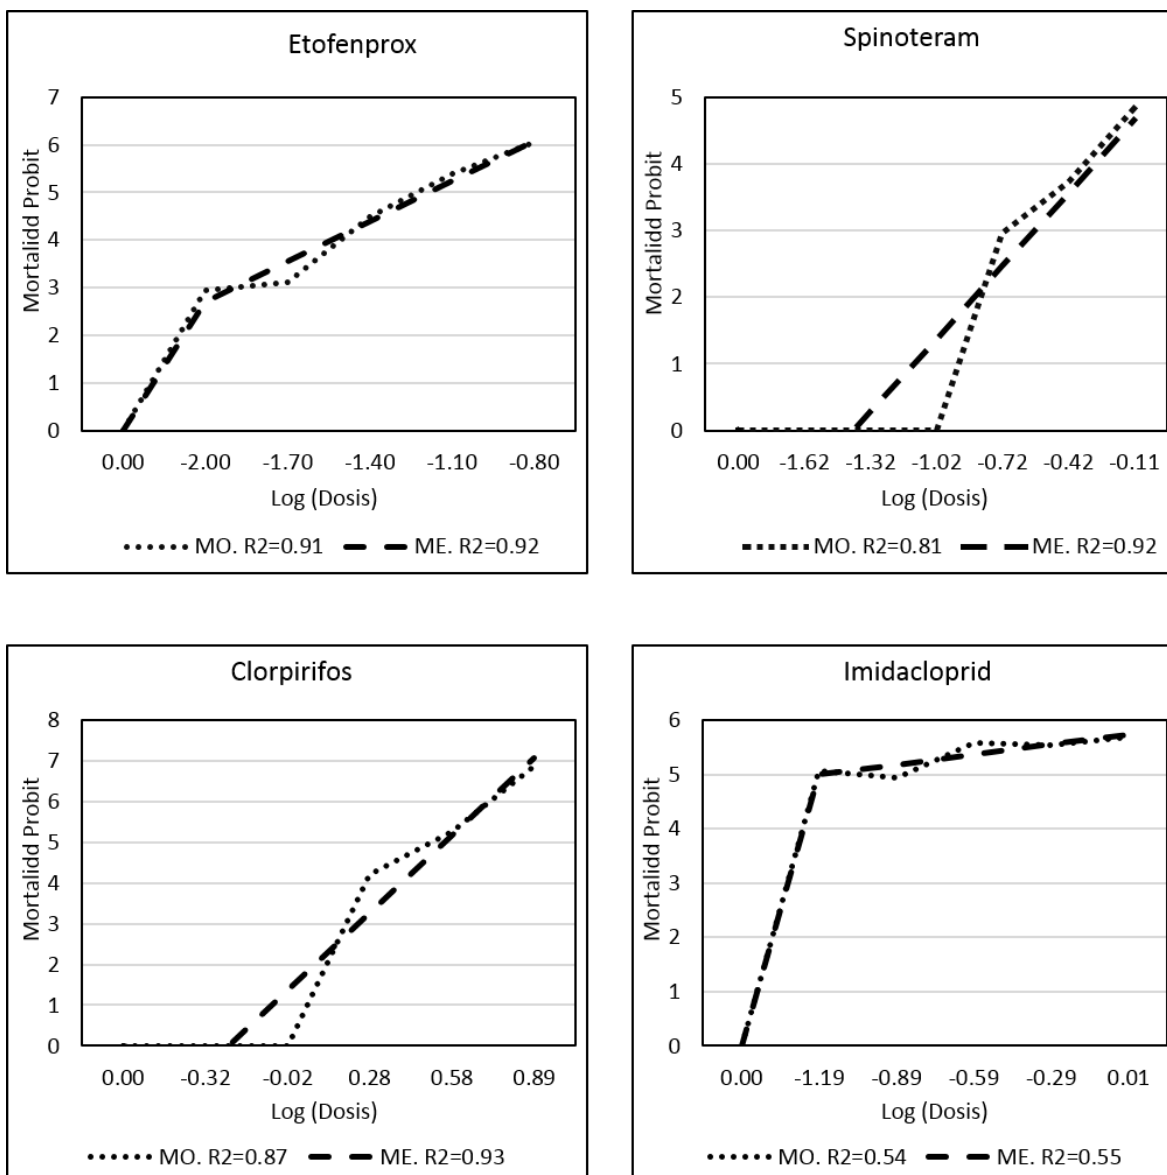 Etofenprox
Mortalidd Probit
7
6
5
4
3
2
1
0
0.00 -2.00 -1.70 -1.40 -1.10 -0.80
Log (Dosis)
MO. R2=0.91 ME. R2=0.92
Spinoteram
Mortalidd Probit
5
4
3
2
1
0
0.00 -1.62 -1.32 -1.02 -0.72 -0.42 -0.11
Log (Dosis)
MO. R2=0.81 ME. R2=0.92
Clorpirifos
Mortalidd Probit
8
7
6
5
4
3
2
1
0
0.00 -0.32 -0.02 0.28 0.58 0.89
Log (Dosis)
MO. R2=0.87 ME. R2=0.93
Imidacloprid
Mortalidd Probit
6
5
4
3
2
1
0
0.00 -1.19 -0.89 -0.59 -0.29 0.01
Log (Dosis)
MO. R2=0.54 ME. R2=0.55